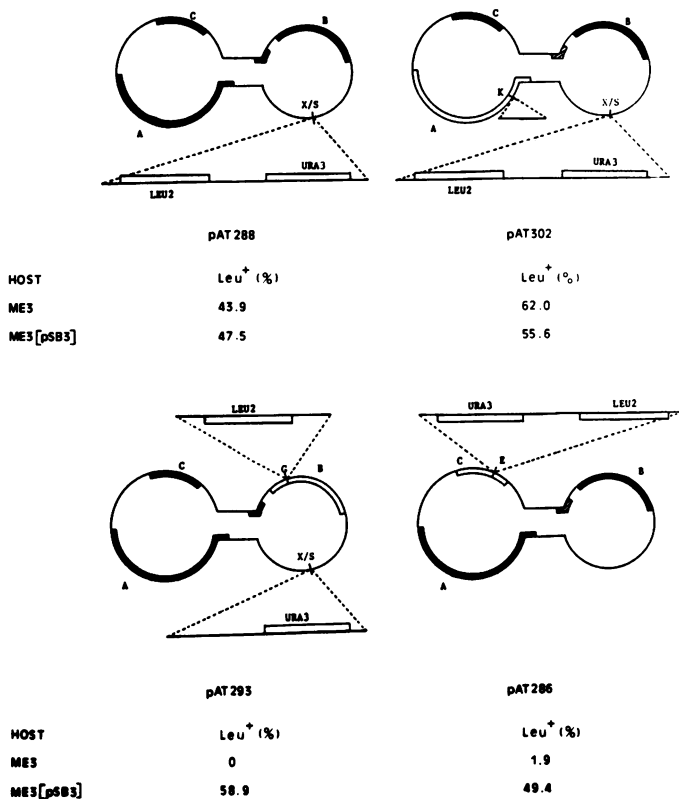 C B C B
X/S K X/S
A A
URA3 URA3
LEU2 LEU2
pAT288 pAT302
HOST Leu⁺ (%) Leu⁺ (%)
ME3 43.9 62.0
ME3[pSB3] 47.5 55.6
LEU2 URA3 LEU2
C G B C E B
X/S
A A
URA3
pAT293 pAT286
HOST Leu⁺ (%) Leu⁺ (%)
ME3 0 1.9
ME3[pSB3] 58.9 49.4